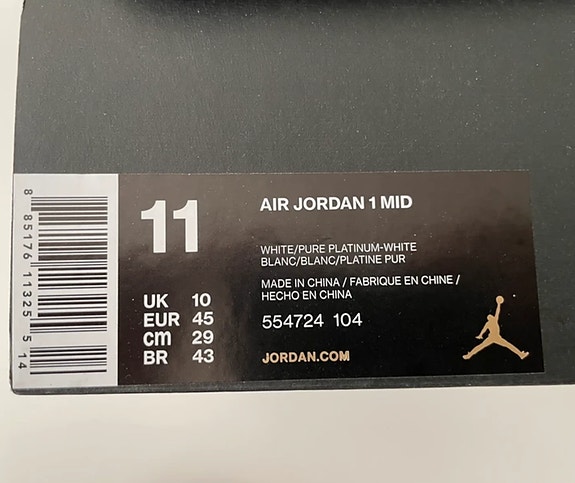 8 85176 11325 5 14
11
UK 10
EUR 45
cm 29
BR 43
AIR JORDAN 1 MID
WHITE/PURE PLATINUM-WHITE
BLANC/BLANC/PLATINE PUR
MADE IN CHINA / FABRIQUE EN CHINE /
HECHO EN CHINA
554724 104
JORDAN.COM